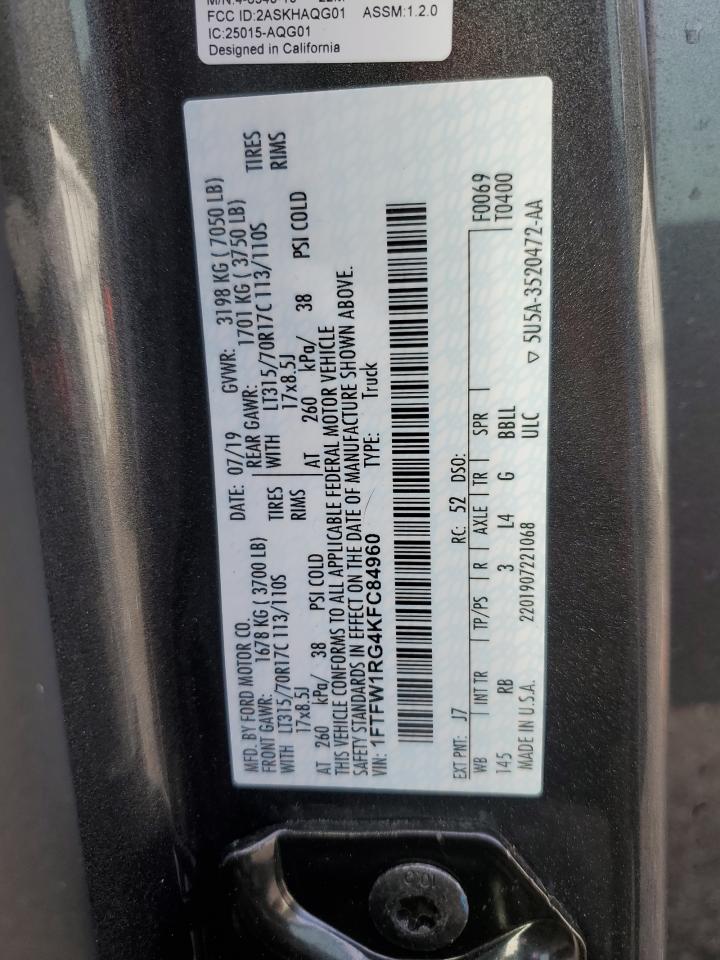 FCC ID:2ASKHAQG01 ASSM:1.2.0
IC:25015-AQG01
Designed in California
MFD. BY FORD MOTOR CO.
DATE: 07/19 GVWR: 3198 KG ( 7050 LB)
FRONT GAWR: 1678 KG ( 3700 LB)
REAR GAWR: 1701 KG ( 3750 LB)
WITH LT315/70R17C 113/110S TIRES
WITH LT315/70R17C 113/110S TIRES
17x8.5J RIMS
17x8.5J RIMS
AT 260 kPa/ 38 PSI COLD
AT 260 kPa/ 38 PSI COLD
THIS VEHICLE CONFORMS TO ALL APPLICABLE FEDERAL MOTOR VEHICLE
SAFETY STANDARDS IN EFFECT ON THE DATE OF MANUFACTURE SHOWN ABOVE.
VIN: 1FTFW1RG4KFC84960 TYPE: Truck
F0069
T0400
EXT PNT: J7 RC: 52 DSO:
WB INT TR TP/PS R AXLE TR SPR
145 RB 3 L4 G BBLL
ULC
MADE IN U.S.A. 2201907221068 ▽ 5U5A-3520472-AA